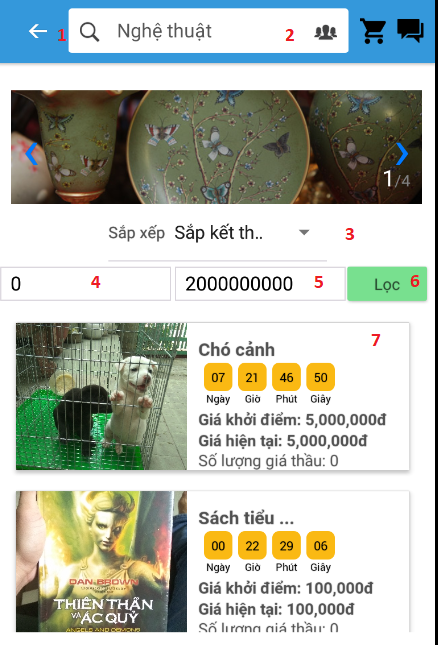 1
Nghệ thuật
2
1/4
Sắp xếp Sắp kết th.. 3
0 4
2000000000 5
Lọc 6
7
Chó cảnh
07 21 46 50
Ngày Giờ Phút Giây
Giá khởi điểm: 5,000,000đ
Giá hiện tại: 5,000,000đ
Số lượng giá thầu: 0
DAN BROWN
THIÊN THẦN
VÀ ÁC QUỶ
ANGELS AND DEMONS
Sách tiểu ...
00 22 29 06
Ngày Giờ Phút Giây
Giá khởi điểm: 100,000đ
Giá hiện tại: 100,000đ
Số lượng giá thầu: 0